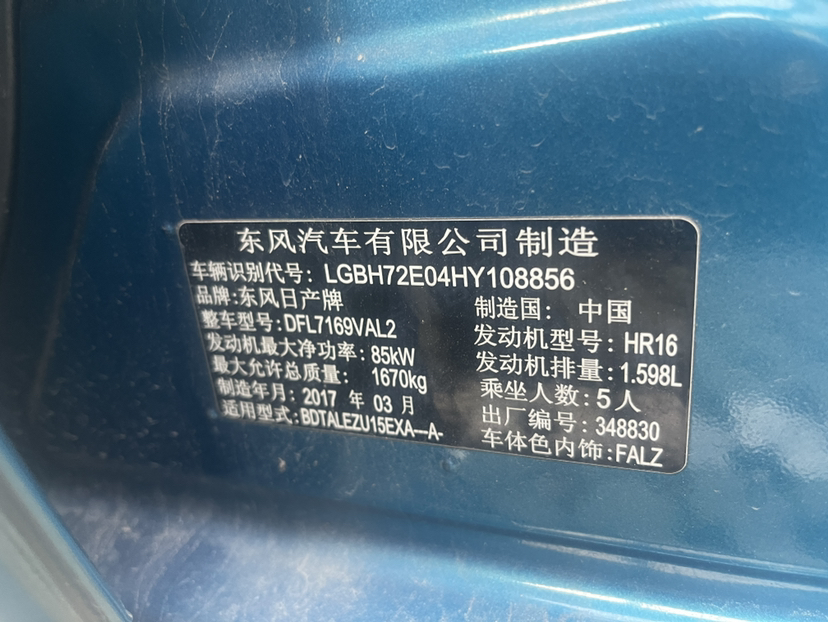 东风汽车有限公司制造
车辆识别代号: LGBH72E04HY108856
品牌:东风日产牌
制造国: 中国
整车型号:DFL7169VAL2
发动机型号: HR16
发动机最大净功率: 85kW
发动机排量:1.598L
最大允许总质量: 1670kg
乘坐人数:5人
制造年月: 2017 年 03 月
出厂编号: 348830
适用型式:BDTALEZU15EXA—A-
车体色内饰:FALZ